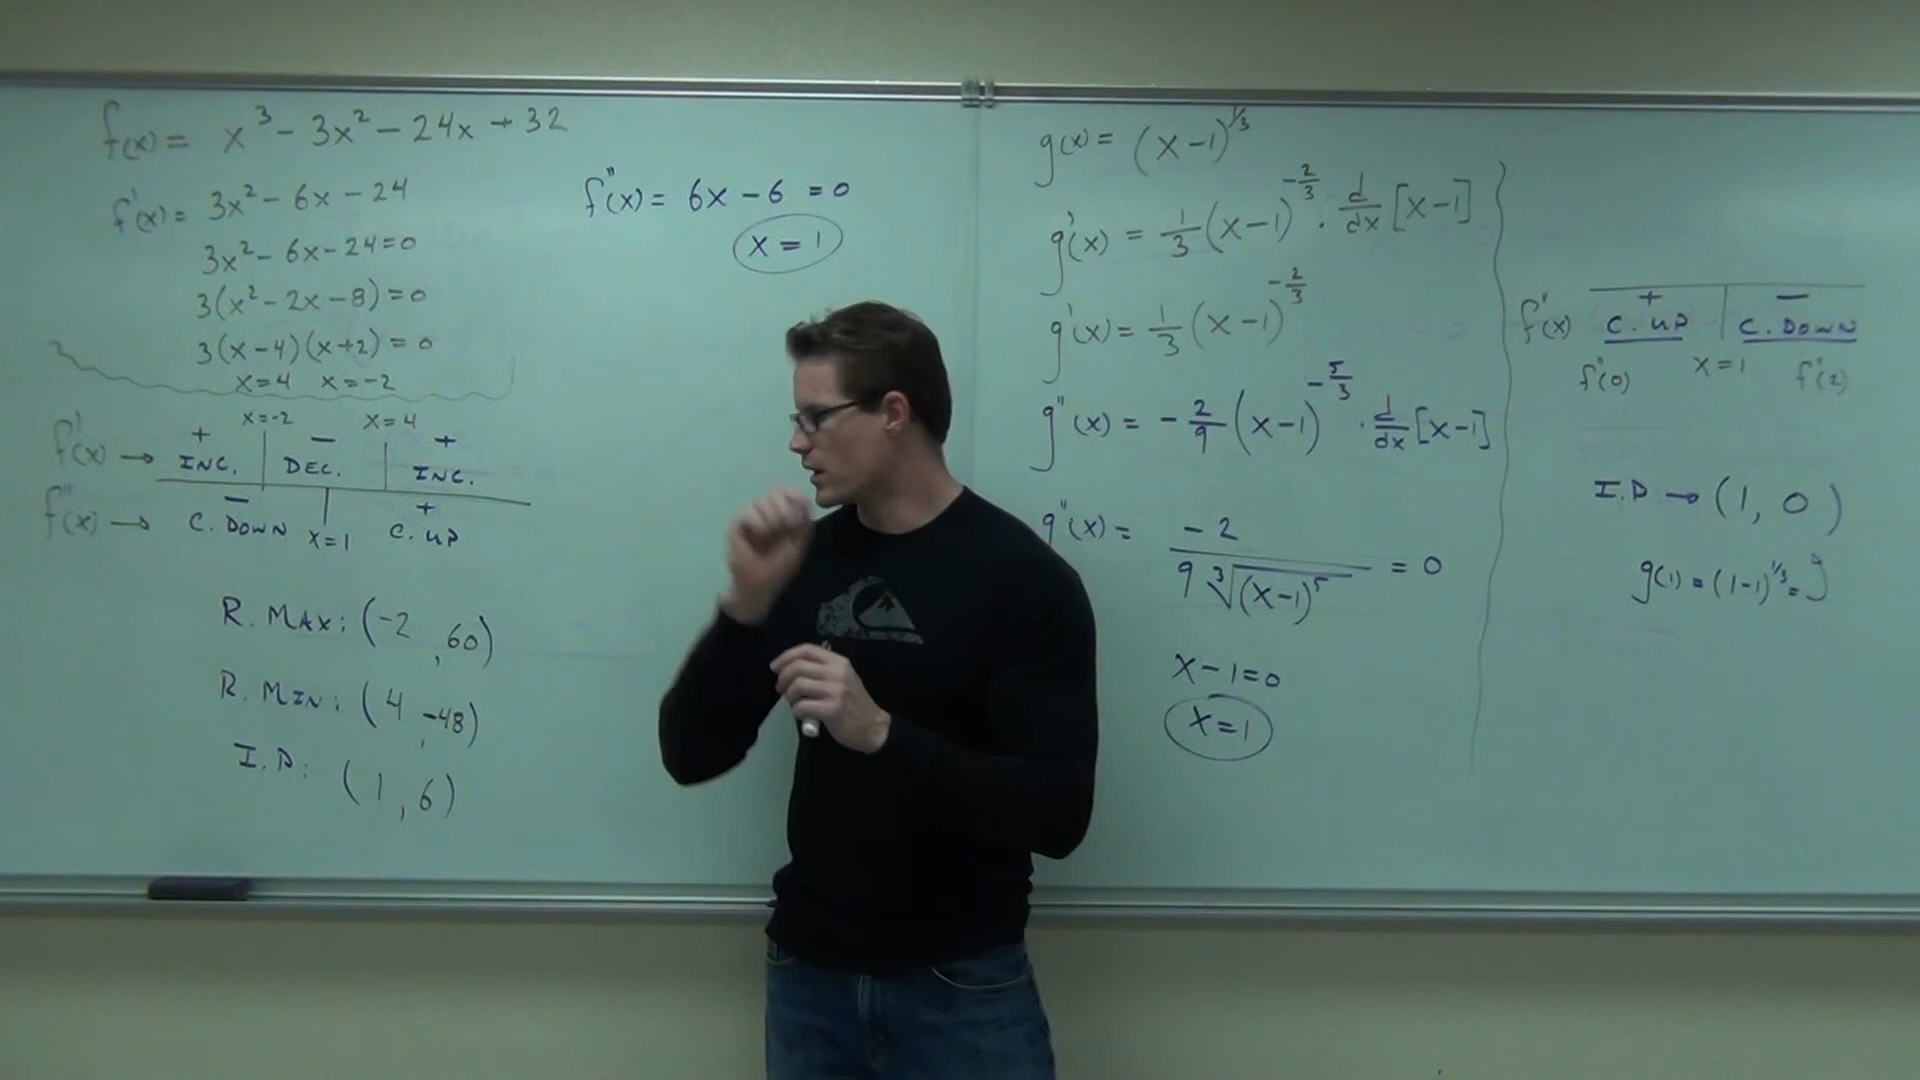 f(x) = x³ - 3x² - 24x + 32
f'(x) = 3x² - 6x - 24
3x² - 6x - 24 = 0
3(x² - 2x - 8) = 0
3(x - 4)(x + 2) = 0
x = 4 x = -2
x = -2 x = 4
+ - +
f'(x) → INC. DEC. INC.
- +
f''(x) → C. DOWN x = 1 C. UP
R. MAX: (-2, 60)
R. MIN: (4, -48)
I.P: (1, 6)
f''(x) = 6x - 6 = 0
x = 1
g(x) = (x - 1)^{1/3}
g'(x) = 1/3 (x - 1)^{-2/3} · d/dx [x - 1]
g'(x) = 1/3 (x - 1)^{-2/3}
g''(x) = -2/9 (x - 1)^{-5/3} · d/dx [x - 1]
g''(x) = -2 / 9 ∛(x - 1)⁵ = 0
x - 1 = 0
x = 1
+ -
f''(x) C. UP C. DOWN
f''(0) x = 1 f''(2)
I.P → (1, 0)
g(1) = (1 - 1)^{1/3} =